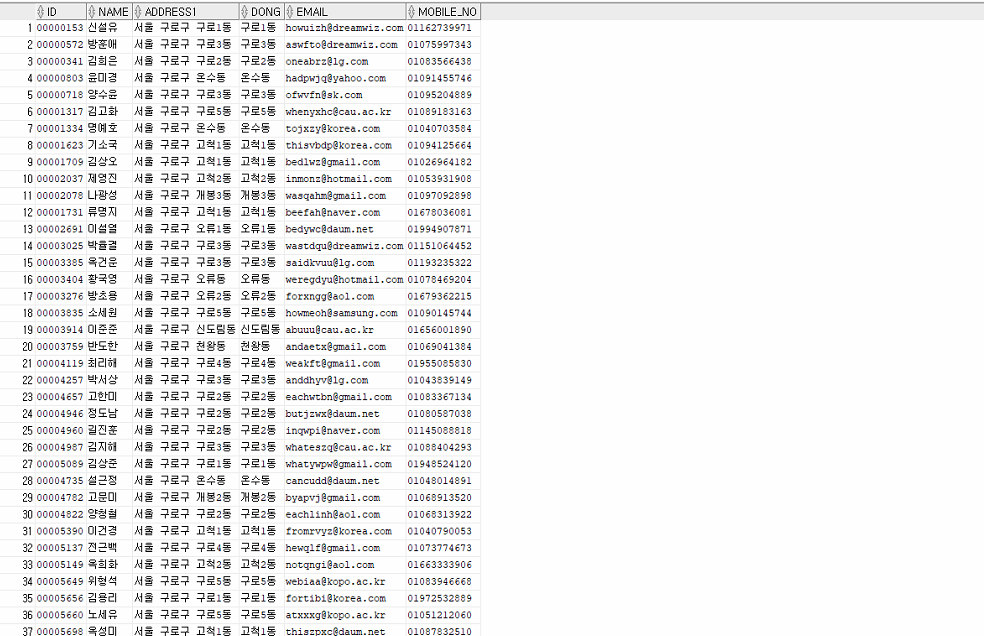 ID NAME ADDRESS1 DONG EMAIL MOBILE_NO
1 00000153 신설유 서울 구로구 구로1동 구로1동 howuizh@dreamwiz.com 01162739971
2 00000572 방훈애 서울 구로구 구로3동 구로3동 aswfto@dreamwiz.com 01075997343
3 00000341 김희은 서울 구로구 구로2동 구로2동 oneabrz@lg.com 01083566438
4 00000803 윤미경 서울 구로구 온수동 온수동 hadpwjq@yahoo.com 01091455746
5 00000718 양수윤 서울 구로구 구로3동 구로3동 ofwvfn@sk.com 01095204889
6 00001317 김고화 서울 구로구 구로5동 구로5동 whenyxhc@cau.ac.kr 01089183163
7 00001334 명예호 서울 구로구 온수동 온수동 tojxzy@korea.com 01040703584
8 00001623 기소국 서울 구로구 고척1동 고척1동 thisvbdp@korea.com 01094125664
9 00001709 김상오 서울 구로구 고척1동 고척1동 bedlwz@gmail.com 01026964182
10 00002037 제영진 서울 구로구 고척2동 고척2동 inmonz@hotmail.com 01053931908
11 00002078 나광성 서울 구로구 개봉3동 개봉3동 wasqahm@gmail.com 01097092898
12 00001731 류명지 서울 구로구 고척1동 고척1동 beefah@naver.com 01678036081
13 00002691 미설열 서울 구로구 오류1동 오류1동 bedywc@daum.net 01994907871
14 00003025 박율결 서울 구로구 구로3동 구로3동 wastdqu@dreamwiz.com 01151064452
15 00003385 옥건운 서울 구로구 구로3동 구로3동 saidkvuu@lg.com 01193235322
16 00003404 황국영 서울 구로구 오류동 오류동 weregdyu@hotmail.com 01078469204
17 00003276 방초용 서울 구로구 오류2동 오류2동 forxngg@aol.com 01679362215
18 00003835 소세원 서울 구로구 구로5동 구로5동 howmeoh@samsung.com 01090145744
19 00003914 이준준 서울 구로구 신도림동 신도림동 abuuu@cau.ac.kr 01656001890
20 00003759 반도한 서울 구로구 천왕동 천왕동 andaetx@gmail.com 01069041384
21 00004119 최리해 서울 구로구 구로4동 구로4동 weakft@gmail.com 01955085830
22 00004257 박서상 서울 구로구 구로3동 구로3동 anddhyv@lg.com 01043839149
23 00004657 고한미 서울 구로구 구로2동 구로2동 eachwtbn@gmail.com 01083367134
24 00004946 정도남 서울 구로구 구로2동 구로2동 butjzwx@daum.net 01080587038
25 00004960 길진훈 서울 구로구 구로2동 구로2동 inqwpi@naver.com 01145088818
26 00004987 김지해 서울 구로구 구로3동 구로3동 whateszq@cau.ac.kr 01088404293
27 00005089 김상준 서울 구로구 구로1동 구로1동 whatywpw@gmail.com 01948524120
28 00004735 설근정 서울 구로구 온수동 온수동 cancudd@daum.net 01048014891
29 00004782 고문미 서울 구로구 개봉2동 개봉2동 byapvj@gmail.com 01068913520
30 00004822 양형철 서울 구로구 구로2동 구로2동 eachlinh@aol.com 01068313922
31 00005390 이건경 서울 구로구 고척1동 고척1동 fromrvyz@korea.com 01040790053
32 00005137 전근백 서울 구로구 구로4동 구로4동 hewqlf@gmail.com 01073774673
33 00005149 옥희화 서울 구로구 고척2동 고척2동 notqngi@aol.com 01663333906
34 00005649 위형석 서울 구로구 구로5동 구로5동 webiaa@kopo.ac.kr 01083946668
35 00005656 김용리 서울 구로구 구로1동 구로1동 fortibi@korea.com 01972532889
36 00005660 노세유 서울 구로구 구로5동 구로5동 atxxxg@kopo.ac.kr 01051212060
37 00005698 옥성미 서울 구로구 고척1동 고척1동 thiszpxc@daum.net 01087832510